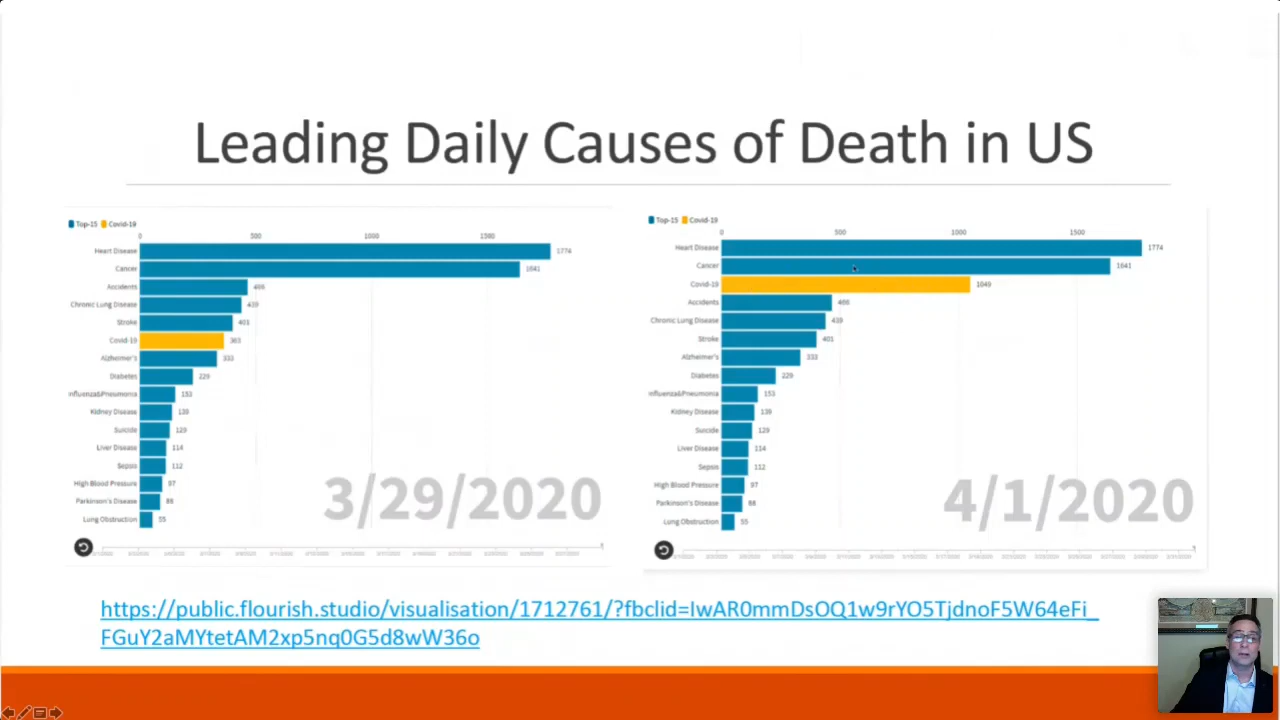 Leading Daily Causes of Death in US
Top-15 Covid-19
0 500 1000 1500
Heart Disease 1774
Cancer 1641
Accidents 466
Chronic Lung Disease 439
Stroke 401
Covid-19 363
Alzheimer's 333
Diabetes 229
Influenza&Pneumonia 153
Kidney Disease 139
Suicide 129
Liver Disease 114
Sepsis 112
High Blood Pressure 97
Parkinson's Disease 88
Lung Obstruction 55
3/29/2020
Top-15 Covid-19
0 500 1000 1500
Heart Disease 1774
Cancer 1641
Covid-19 1049
Accidents 466
Chronic Lung Disease 439
Stroke 401
Alzheimer's 333
Diabetes 229
Influenza&Pneumonia 153
Kidney Disease 139
Suicide 129
Liver Disease 114
Sepsis 112
High Blood Pressure 97
Parkinson's Disease 88
Lung Obstruction 55
4/1/2020
https://public.flourish.studio/visualisation/1712761/?fbclid=IwAR0mmDsOQ1w9rYO5TjdnoF5W64eFi_
FGuY2aMYtetAM2xp5nq0G5d8wW36o